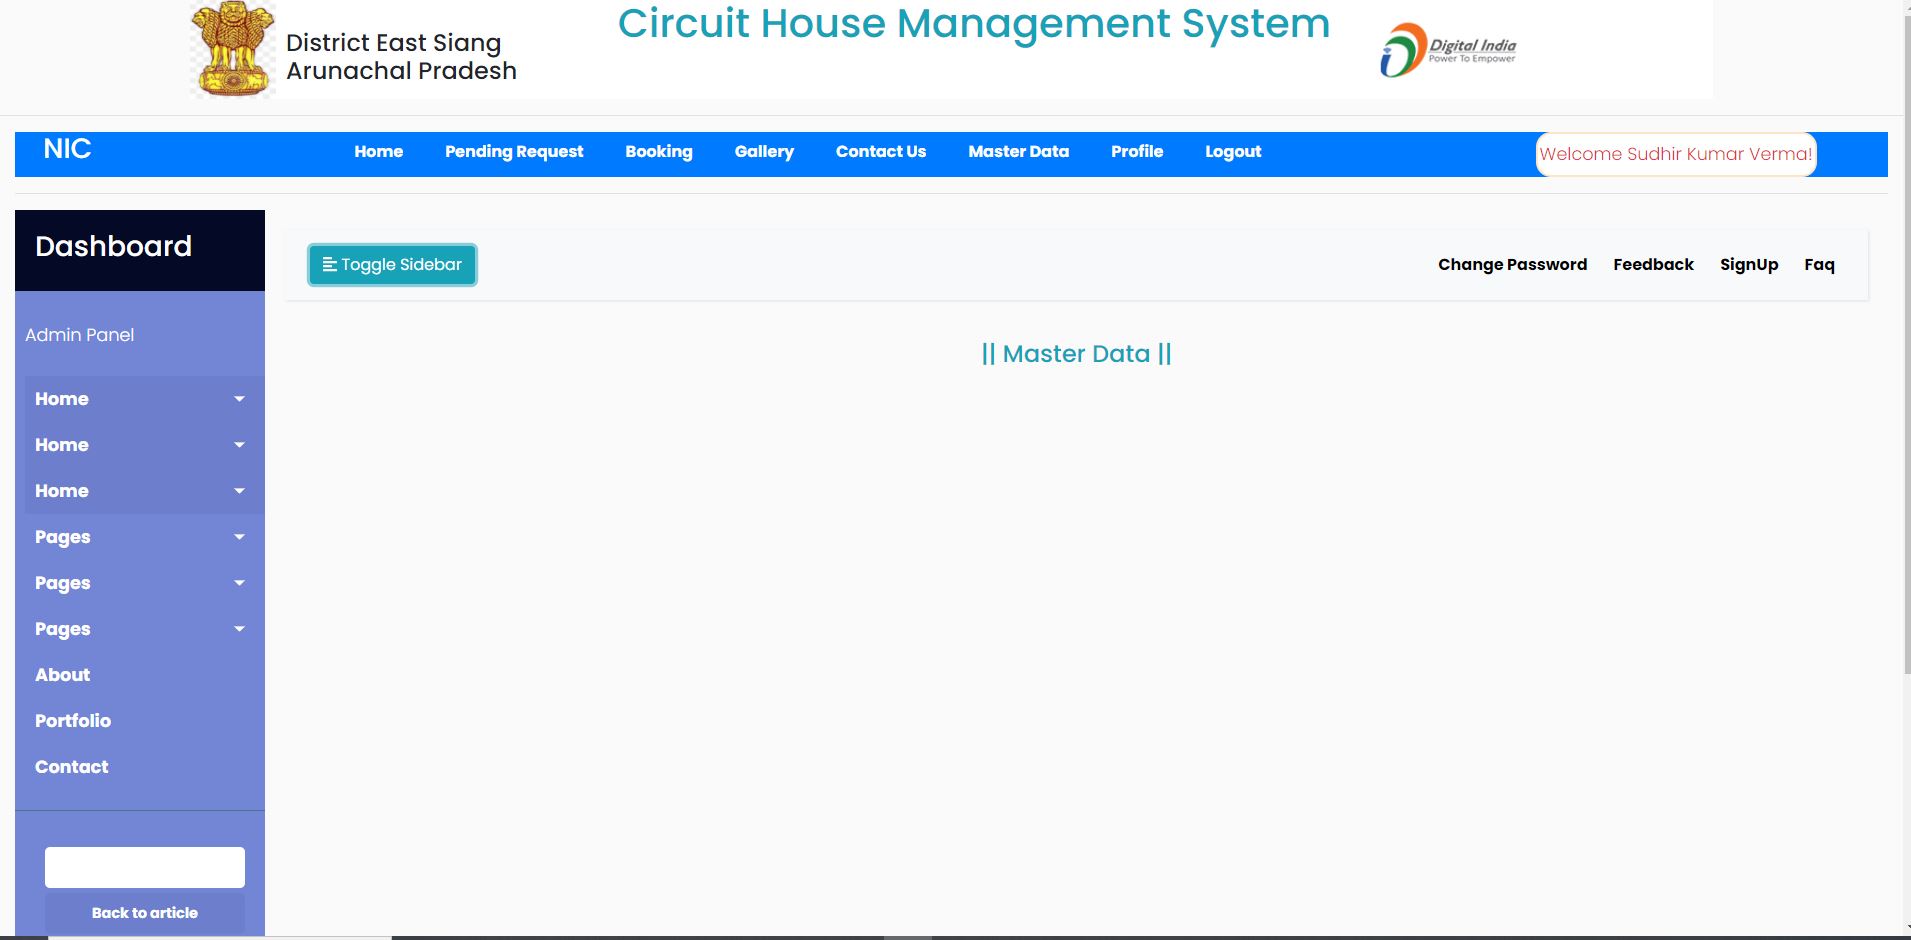 Circuit House Management System
District East Siang
Arunachal Pradesh
Digital India
Power To Empower
NIC
Home Pending Request Booking Gallery Contact Us Master Data Profile Logout
Welcome Sudhir Kumar Verma!
Dashboard
Toggle Sidebar
Change Password Feedback SignUp Faq
Admin Panel
|| Master Data ||
Home
Home
Home
Pages
Pages
Pages
About
Portfolio
Contact
Back to article